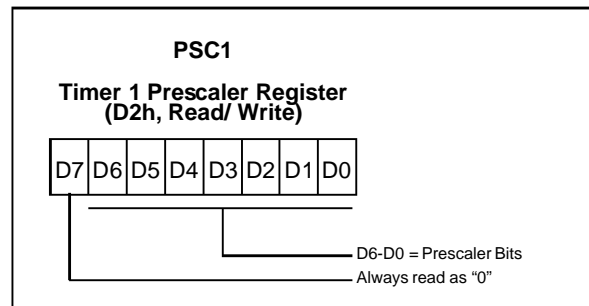 PSC1
Timer 1 Prescaler Register
(D2h, Read/ Write)
D7 D6 D5 D4 D3 D2 D1 D0
D6-D0 = Prescaler Bits
Always read as “0”